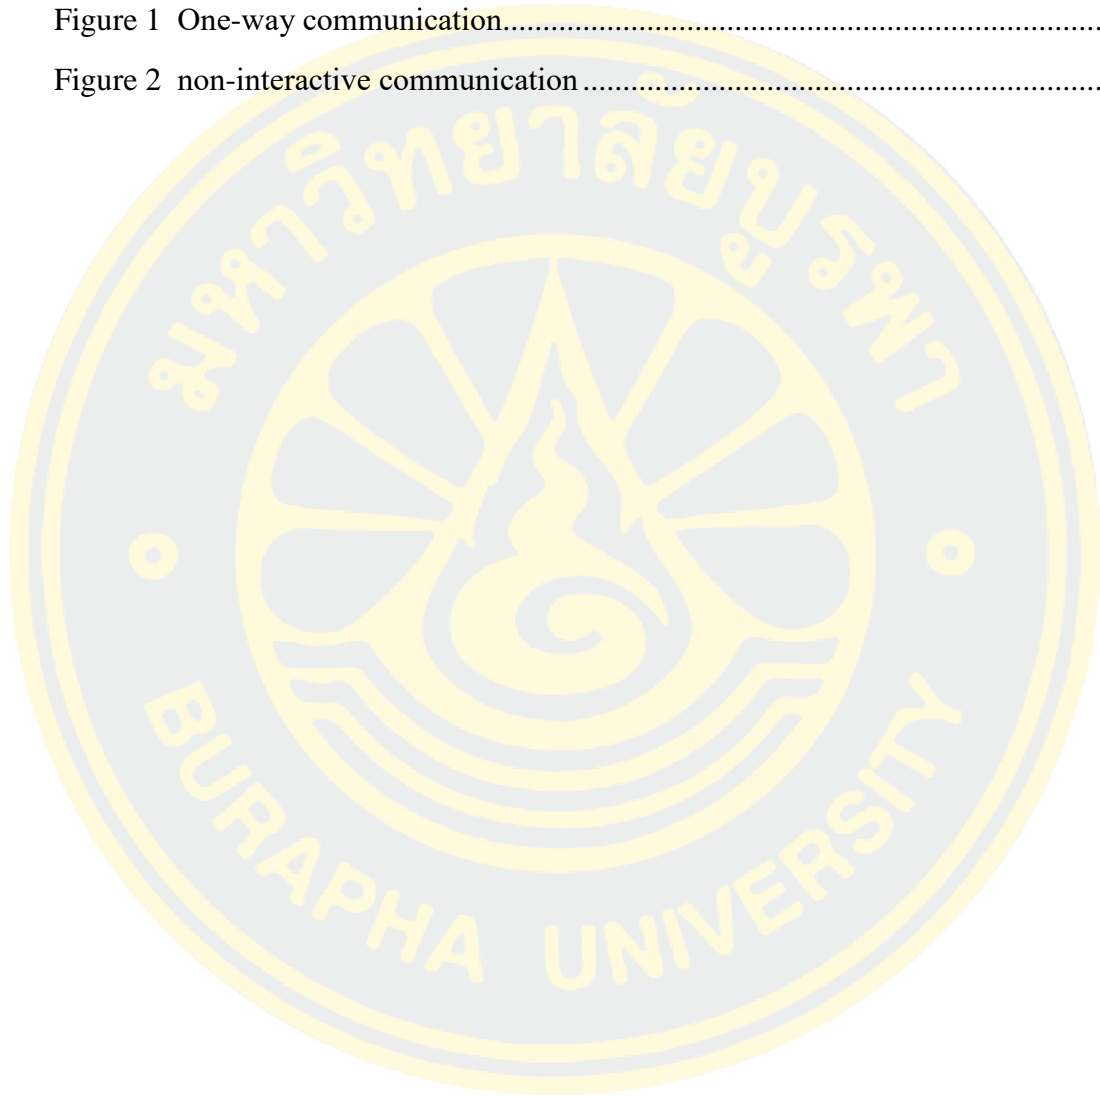 Figure 1  One-way communication..........................................................................
Figure 2  non-interactive communication................................................................
มหาวิทยาลัยบูรพา
BURAPHA UNIVERSITY